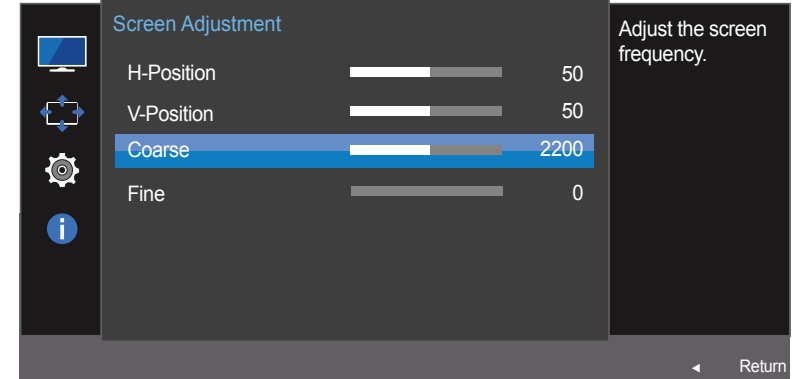 Screen Adjustment
H-Position 50
V-Position 50
Coarse 2200
Fine 0
Adjust the screen
frequency.
Return